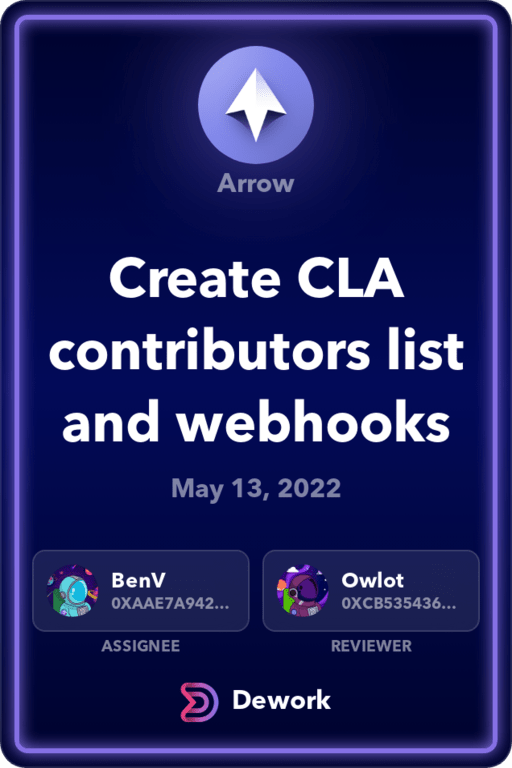 Arrow
Create CLA
contributors list
and webhooks
May 13, 2022
BenV
0XAAE7A942...
ASSIGNEE
Owlot
0XCB535436...
REVIEWER
Dework